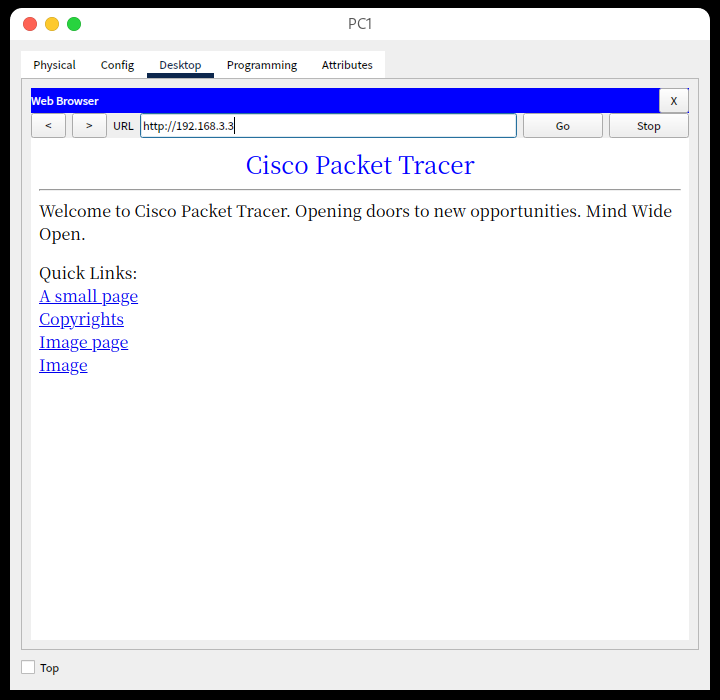 PC1
Physical Config Desktop Programming Attributes
Web Browser X
< > URL http://192.168.3.3 Go Stop
Cisco Packet Tracer
Welcome to Cisco Packet Tracer. Opening doors to new opportunities. Mind Wide
Open.
Quick Links:
A small page
Copyrights
Image page
Image
Top